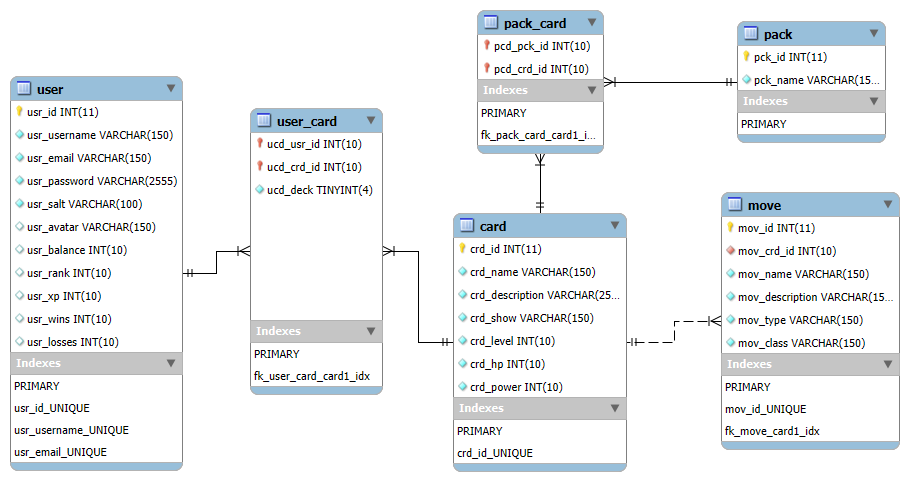 user
usr_id INT(11)
usr_username VARCHAR(150)
usr_email VARCHAR(150)
usr_password VARCHAR(2555)
usr_salt VARCHAR(100)
usr_avatar VARCHAR(150)
usr_balance INT(10)
usr_rank INT(10)
usr_xp INT(10)
usr_wins INT(10)
usr_losses INT(10)
Indexes
PRIMARY
usr_id_UNIQUE
usr_username_UNIQUE
usr_email_UNIQUE
user_card
ucd_usr_id INT(10)
ucd_crd_id INT(10)
ucd_deck TINYINT(4)
Indexes
PRIMARY
fk_user_card_card1_idx
pack_card
pcd_pck_id INT(10)
pcd_crd_id INT(10)
Indexes
PRIMARY
fk_pack_card_card1_i...
card
crd_id INT(11)
crd_name VARCHAR(150)
crd_description VARCHAR(25...
crd_show VARCHAR(150)
crd_level INT(10)
crd_hp INT(10)
crd_power INT(10)
Indexes
PRIMARY
crd_id_UNIQUE
pack
pck_id INT(11)
pck_name VARCHAR(15...
Indexes
PRIMARY
move
mov_id INT(11)
mov_crd_id INT(10)
mov_name VARCHAR(150)
mov_description VARCHAR(15...
mov_type VARCHAR(150)
mov_class VARCHAR(150)
Indexes
PRIMARY
mov_id_UNIQUE
fk_move_card1_idx